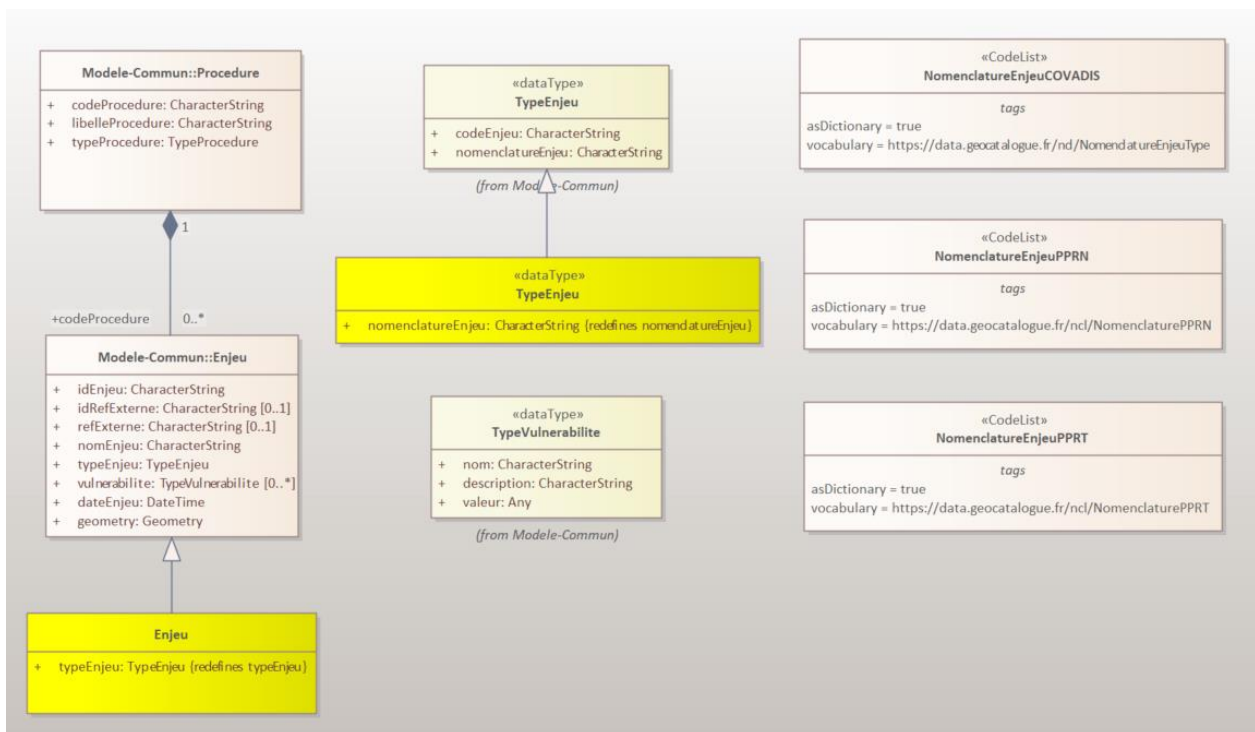 Modele-Commun::Procedure
+ codeProcedure: CharacterString
+ libelleProcedure: CharacterString
+ typeProcedure: TypeProcedure
1
+codeProcedure 0..*
Modele-Commun::Enjeu
+ idEnjeu: CharacterString
+ idRefExterne: CharacterString [0..1]
+ refExterne: CharacterString [0..1]
+ nomEnjeu: CharacterString
+ typeEnjeu: TypeEnjeu
+ vulnerabilite: TypeVulnerabilite [0..*]
+ dateEnjeu: DateTime
+ geometry: Geometry
Enjeu
+ typeEnjeu: TypeEnjeu {redefines typeEnjeu}
«dataType»
TypeEnjeu
+ codeEnjeu: CharacterString
+ nomenclatureEnjeu: CharacterString
(from Modele-Commun)
«dataType»
TypeEnjeu
+ nomenclatureEnjeu: CharacterString {redefines nomenclatureEnjeu}
«dataType»
TypeVulnerabilite
+ nom: CharacterString
+ description: CharacterString
+ valeur: Any
(from Modele-Commun)
«CodeList»
NomenclatureEnjeuCOVADIS
tags
asDictionary = true
vocabulary = https://data.geocatalogue.fr/ncl/NomenclatureEnjeuType
«CodeList»
NomenclatureEnjeuPPRN
tags
asDictionary = true
vocabulary = https://data.geocatalogue.fr/ncl/NomenclaturePPRN
«CodeList»
NomenclatureEnjeuPPRT
tags
asDictionary = true
vocabulary = https://data.geocatalogue.fr/ncl/NomenclaturePPRT